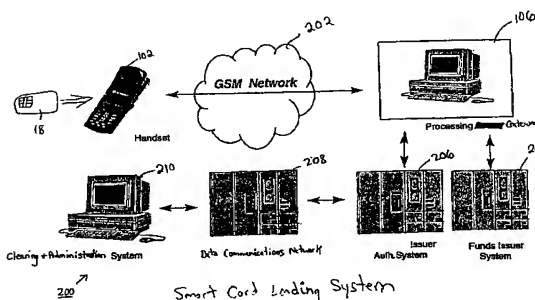 202
106
102
GSM Network
18
Handset
Processing
210
208
206
Clearing + Administration System
Data Communications Network
Issuer
Auth. System
Funds Issuer
System
200
Smart Card Loading System